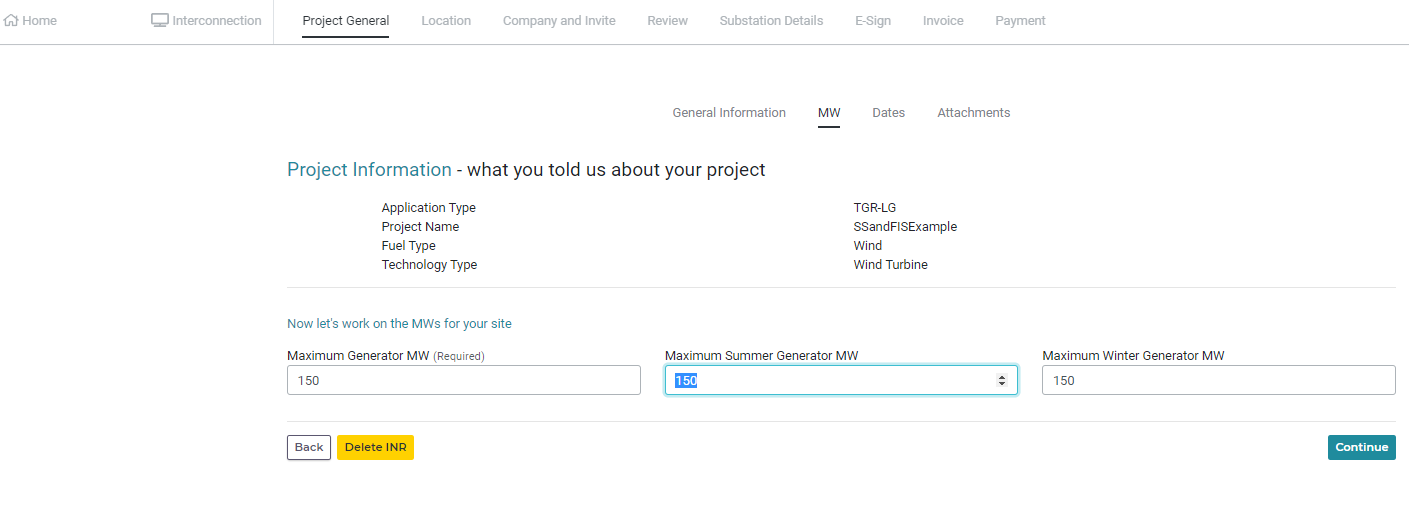 Home Interconnection Project General Location Company and Invite Review Substation Details E-Sign Invoice Payment
General Information MW Dates Attachments
Project Information - what you told us about your project
Application Type TGR-LG
Project Name SSandFISExample
Fuel Type Wind
Technology Type Wind Turbine
Now let's work on the MWs for your site
Maximum Generator MW (Required) Maximum Summer Generator MW Maximum Winter Generator MW
150 150 150
Back Delete INR Continue